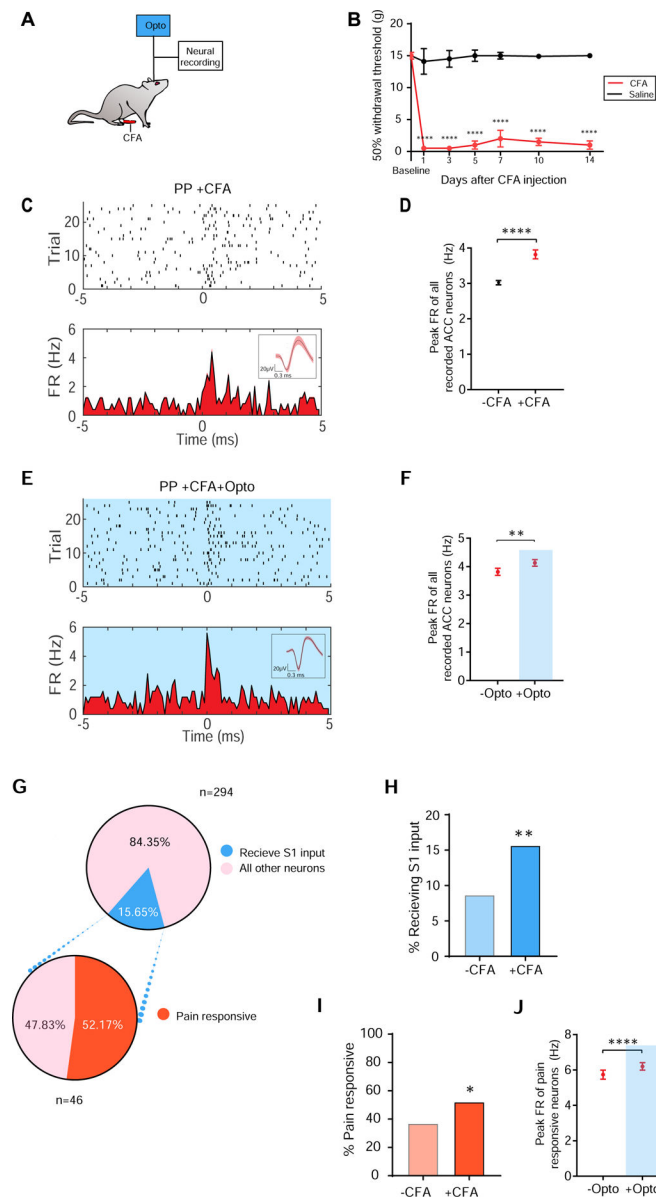 A
Opto
Neural
recording
CFA
B
50% withdrawal threshold (g)
20
15
10
5
0
**** **** **** **** **** ****
Baseline 1 3 5 7 10 14
Days after CFA injection
CFA
Saline
C
PP +CFA
Trial
20
10
0
-5 0 5
FR (Hz)
6
4
2
0
20µV
0.3 ms
-5 0 5
Time (ms)
D
****
Peak FR of all
recorded ACC neurons (Hz)
4
3
2
1
0
-CFA +CFA
E
PP +CFA+Opto
Trial
20
10
0
-5 0 5
FR (Hz)
6
4
2
0
20µV
0.3 ms
-5 0 5
Time (ms)
F
**
Peak FR of all
recorded ACC neurons (Hz)
5
4
3
2
1
0
-Opto +Opto
G
n=294
84.35%
15.65%
Recieve S1 input
All other neurons
47.83%
52.17%
Pain responsive
n=46
H
% Recieving S1 input
20
15
10
5
0
**
-CFA +CFA
I
% Pain responsive
100
80
60
40
20
0
*
-CFA +CFA
J
Peak FR of pain
responsive neurons (Hz)
8
6
4
2
0
****
-Opto +Opto